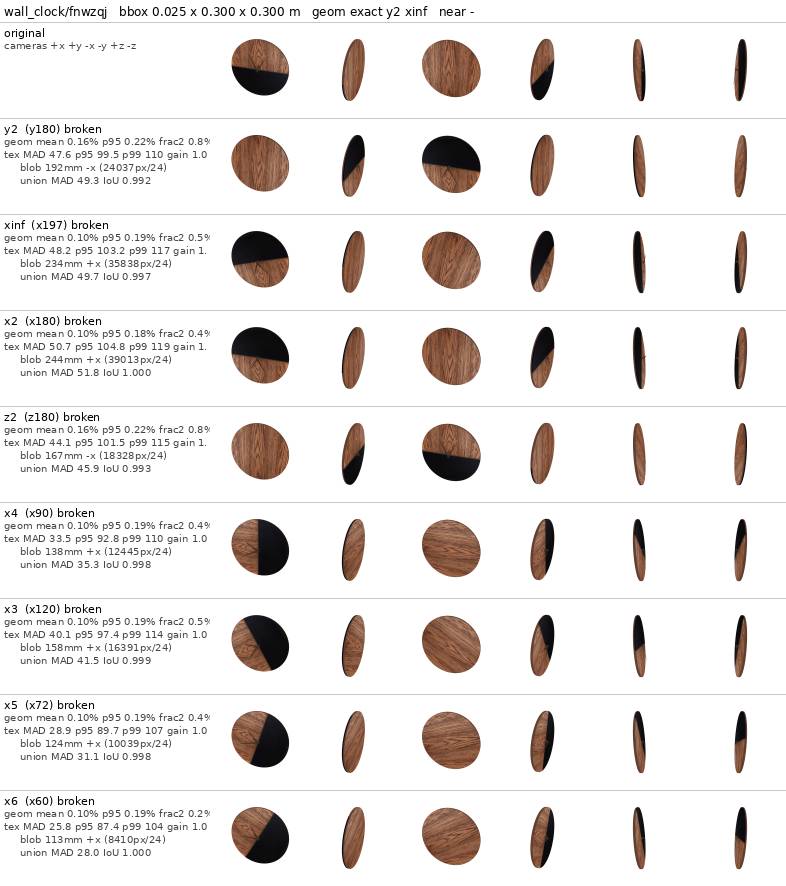 wall_clock/fnwzqj   bbox 0.025 x 0.300 x 0.300 m   geom exact y2 xinf   near -
original
cameras +x +y -x -y +z -z
y2  (y180) broken
geom mean 0.16% p95 0.22% frac2 0.8%
tex MAD 47.6 p95 99.5 p99 110 gain 1.0
blob 192mm -x (24037px/24)
union MAD 49.3 IoU 0.992
xinf  (x197) broken
geom mean 0.10% p95 0.19% frac2 0.5%
tex MAD 48.2 p95 103.2 p99 117 gain 1.
blob 234mm +x (35838px/24)
union MAD 49.7 IoU 0.997
x2  (x180) broken
geom mean 0.10% p95 0.18% frac2 0.4%
tex MAD 50.7 p95 104.8 p99 119 gain 1.
blob 244mm +x (39013px/24)
union MAD 51.8 IoU 1.000
z2  (z180) broken
geom mean 0.16% p95 0.22% frac2 0.8%
tex MAD 44.1 p95 101.5 p99 115 gain 1.
blob 167mm -x (18328px/24)
union MAD 45.9 IoU 0.993
x4  (x90) broken
geom mean 0.10% p95 0.19% frac2 0.4%
tex MAD 33.5 p95 92.8 p99 110 gain 1.0
blob 138mm +x (12445px/24)
union MAD 35.3 IoU 0.998
x3  (x120) broken
geom mean 0.10% p95 0.19% frac2 0.5%
tex MAD 40.1 p95 97.4 p99 114 gain 1.0
blob 158mm +x (16391px/24)
union MAD 41.5 IoU 0.999
x5  (x72) broken
geom mean 0.10% p95 0.19% frac2 0.4%
tex MAD 28.9 p95 89.7 p99 107 gain 1.0
blob 124mm +x (10039px/24)
union MAD 31.1 IoU 0.998
x6  (x60) broken
geom mean 0.10% p95 0.19% frac2 0.2%
tex MAD 25.8 p95 87.4 p99 104 gain 1.0
blob 113mm +x (8410px/24)
union MAD 28.0 IoU 1.000